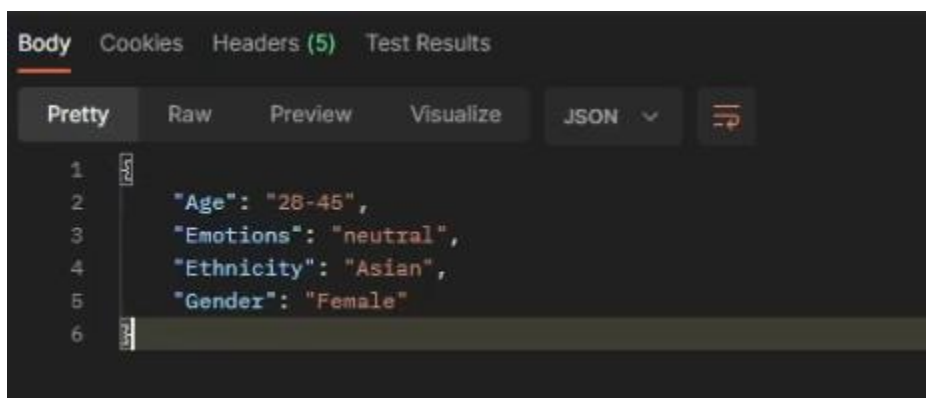 Body Cookies Headers (5) Test Results
Pretty Raw Preview Visualize JSON
1 {
2 "Age": "28-45",
3 "Emotions": "neutral",
4 "Ethnicity": "Asian",
5 "Gender": "Female"
6 }